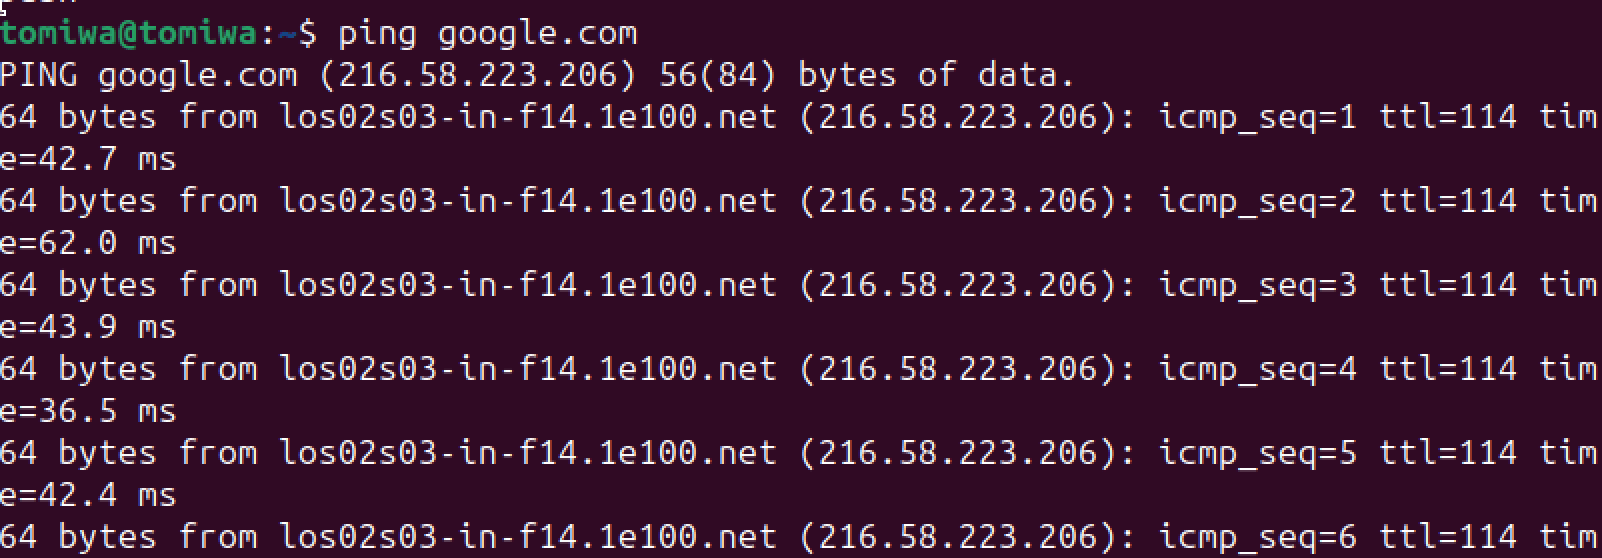 tomiwa@tomiwa:~$ ping google.com
PING google.com (216.58.223.206) 56(84) bytes of data.
64 bytes from los02s03-in-f14.1e100.net (216.58.223.206): icmp_seq=1 ttl=114 tim
e=42.7 ms
64 bytes from los02s03-in-f14.1e100.net (216.58.223.206): icmp_seq=2 ttl=114 tim
e=62.0 ms
64 bytes from los02s03-in-f14.1e100.net (216.58.223.206): icmp_seq=3 ttl=114 tim
e=43.9 ms
64 bytes from los02s03-in-f14.1e100.net (216.58.223.206): icmp_seq=4 ttl=114 tim
e=36.5 ms
64 bytes from los02s03-in-f14.1e100.net (216.58.223.206): icmp_seq=5 ttl=114 tim
e=42.4 ms
64 bytes from los02s03-in-f14.1e100.net (216.58.223.206): icmp_seq=6 ttl=114 tim